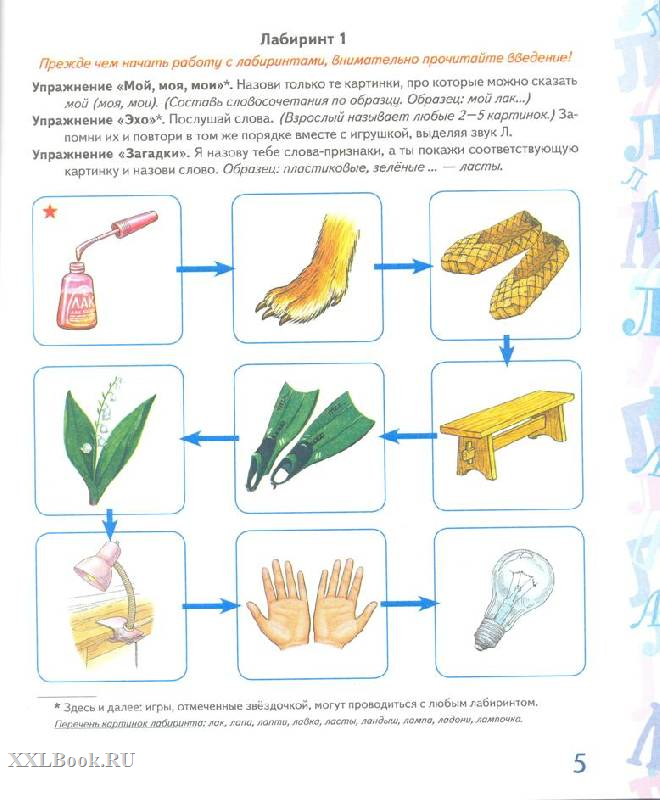 Лабиринт 1
Прежде чем начать работу с лабиринтами, внимательно прочитайте введение!
Упражнение «Мой, моя, мои»*. Назови только те картинки, про которые можно сказать
мой (моя, мои). (Составь словосочетания по образцу. Образец: мой лак...)
Упражнение «Эхо»*. Послушай слова. (Взрослый называет любые 2—5 картинок.) За-
помни их и повтори в том же порядке вместе с игрушкой, выделяя звук Л.
Упражнение «Загадки». Я назову тебе слова-признаки, а ты покажи соответствующую
картинку и назови слово. Образец: пластиковые, зелёные ... — ласты.
ЛАК
* Здесь и далее: игры, отмеченные звёздочкой, могут проводиться с любым лабиринтом.
Перечень картинок лабиринта: лак, лапа, лапти, лавка, ласты, ландыш, лампа, ладони, лампочка.
XXLBook.RU
5